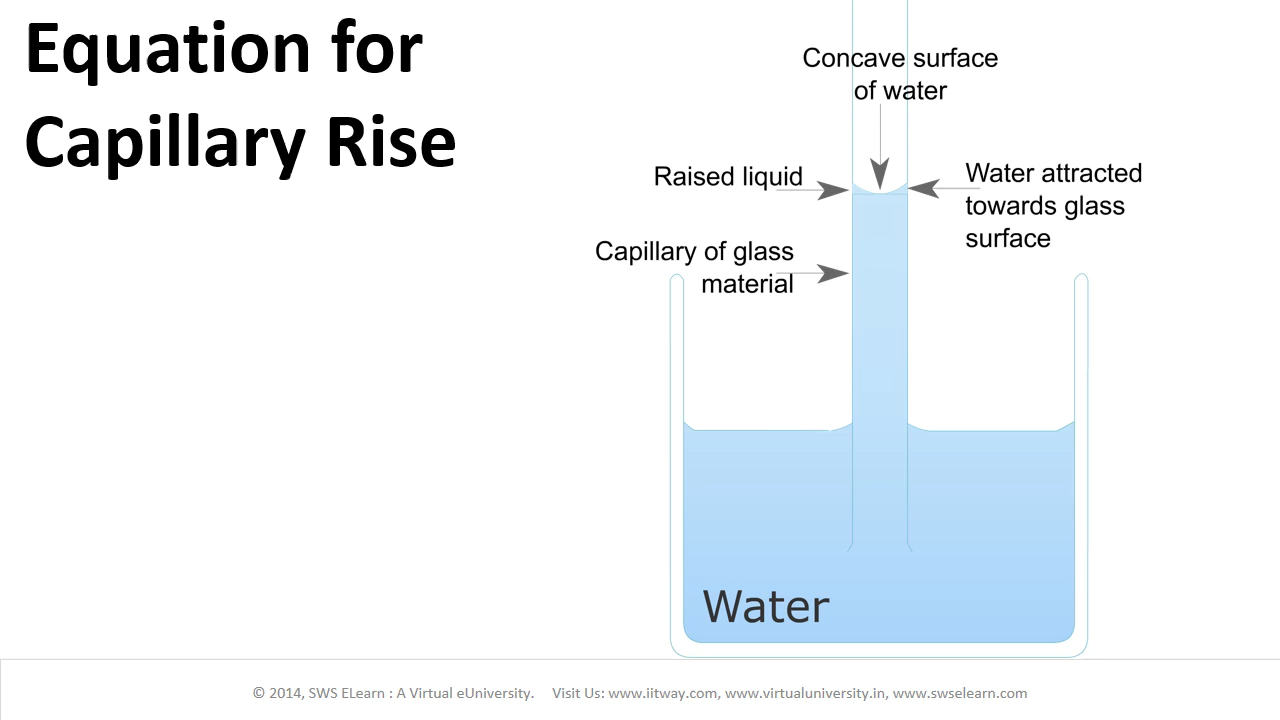 Equation for
Capillary Rise
Concave surface
of water
Raised liquid
Water attracted
towards glass
surface
Capillary of glass
material
Water
© 2014, SWS ELearn : A Virtual eUniversity. Visit Us: www.iitway.com, www.virtualuniversity.in, www.swselearn.com